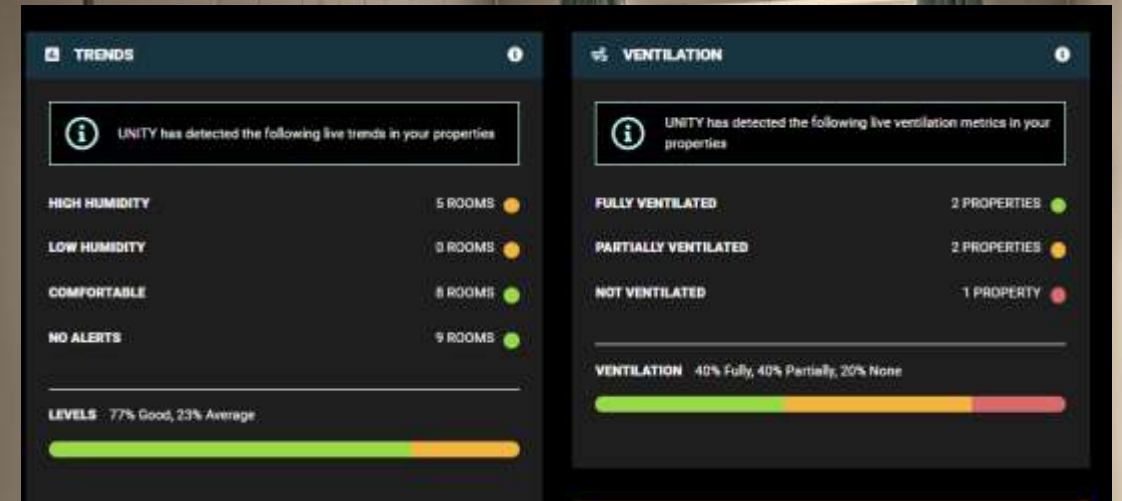 TRENDS
UNITY has detected the following live trends in your properties
HIGH HUMIDITY 5 ROOMS
LOW HUMIDITY 0 ROOMS
COMFORTABLE 8 ROOMS
NO ALERTS 9 ROOMS
LEVELS 77% Good, 23% Average
VENTILATION
UNITY has detected the following live ventilation metrics in your
properties
FULLY VENTILATED 2 PROPERTIES
PARTIALLY VENTILATED 2 PROPERTIES
NOT VENTILATED 1 PROPERTY
VENTILATION 40% Fully, 40% Partially, 20% None